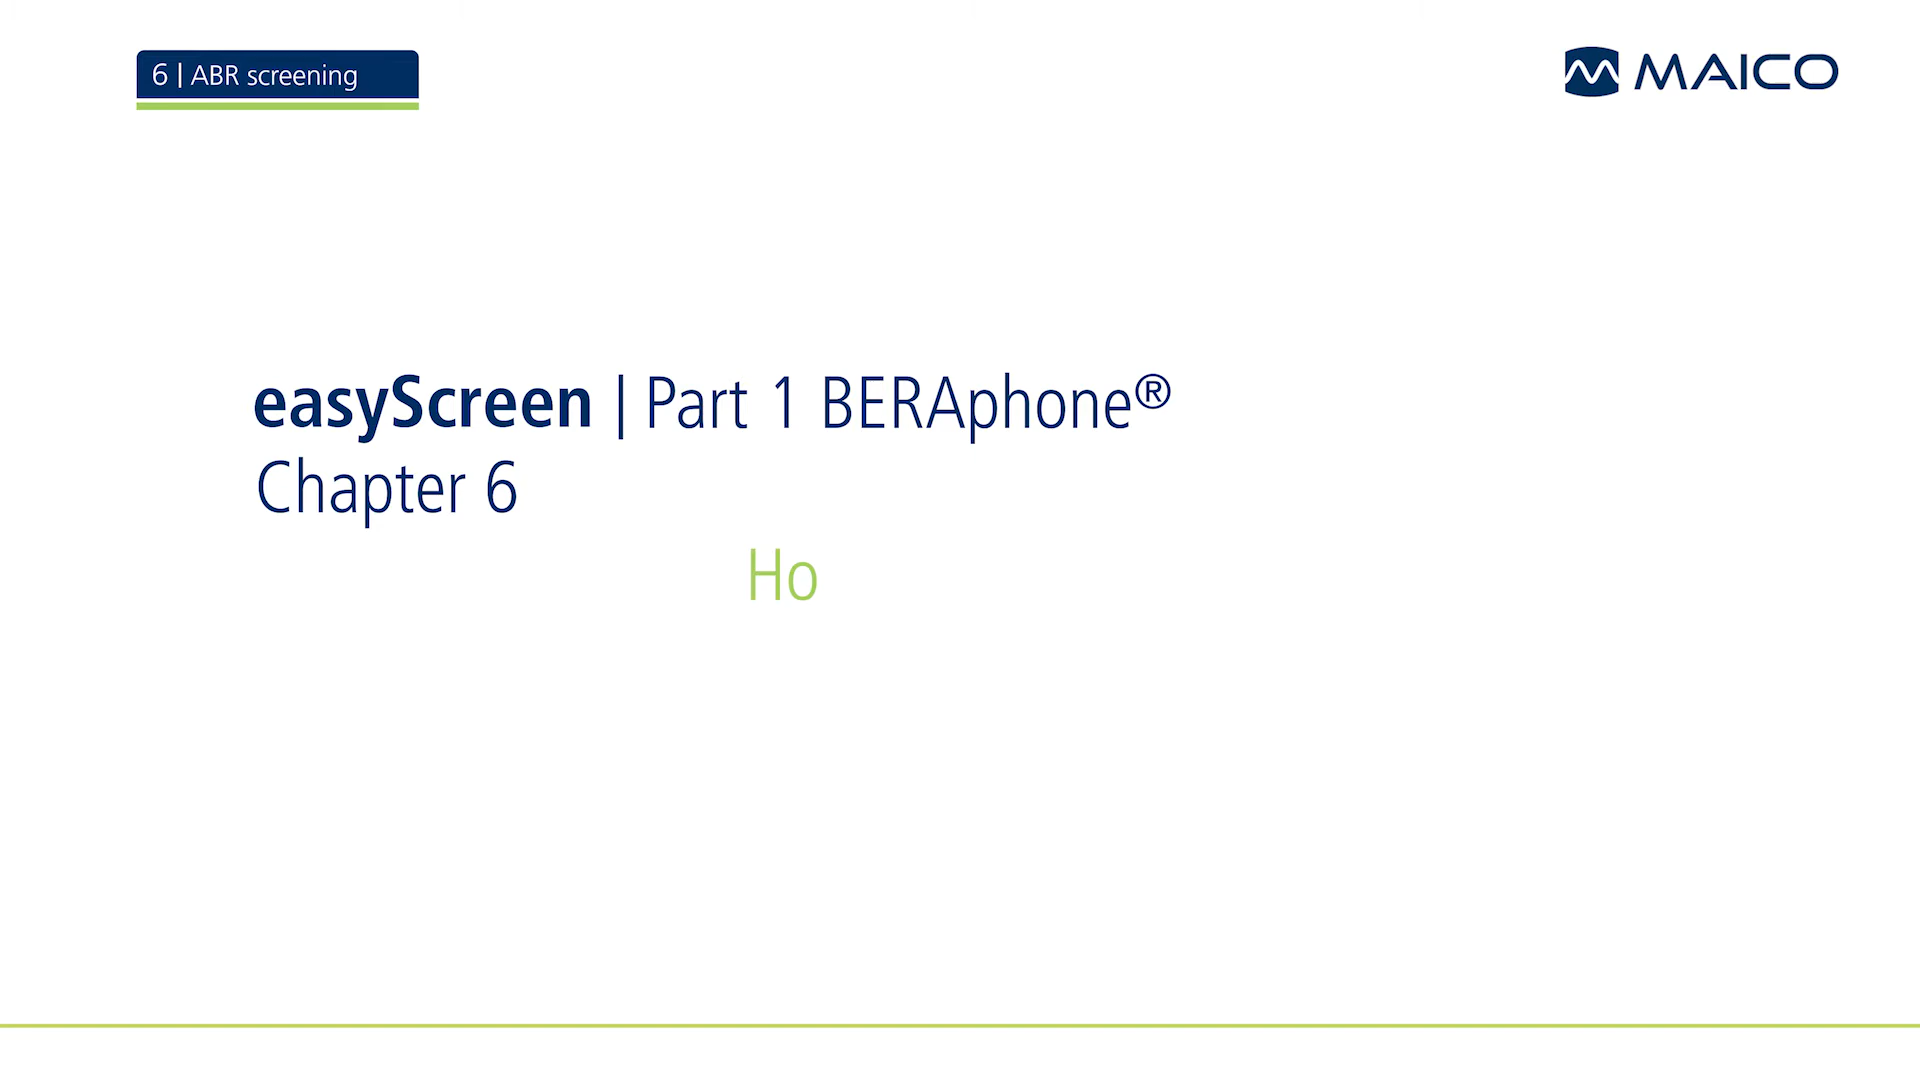 6 | ABR screening
MAICO
easyScreen | Part 1 BERAphone®
Chapter 6
Ho